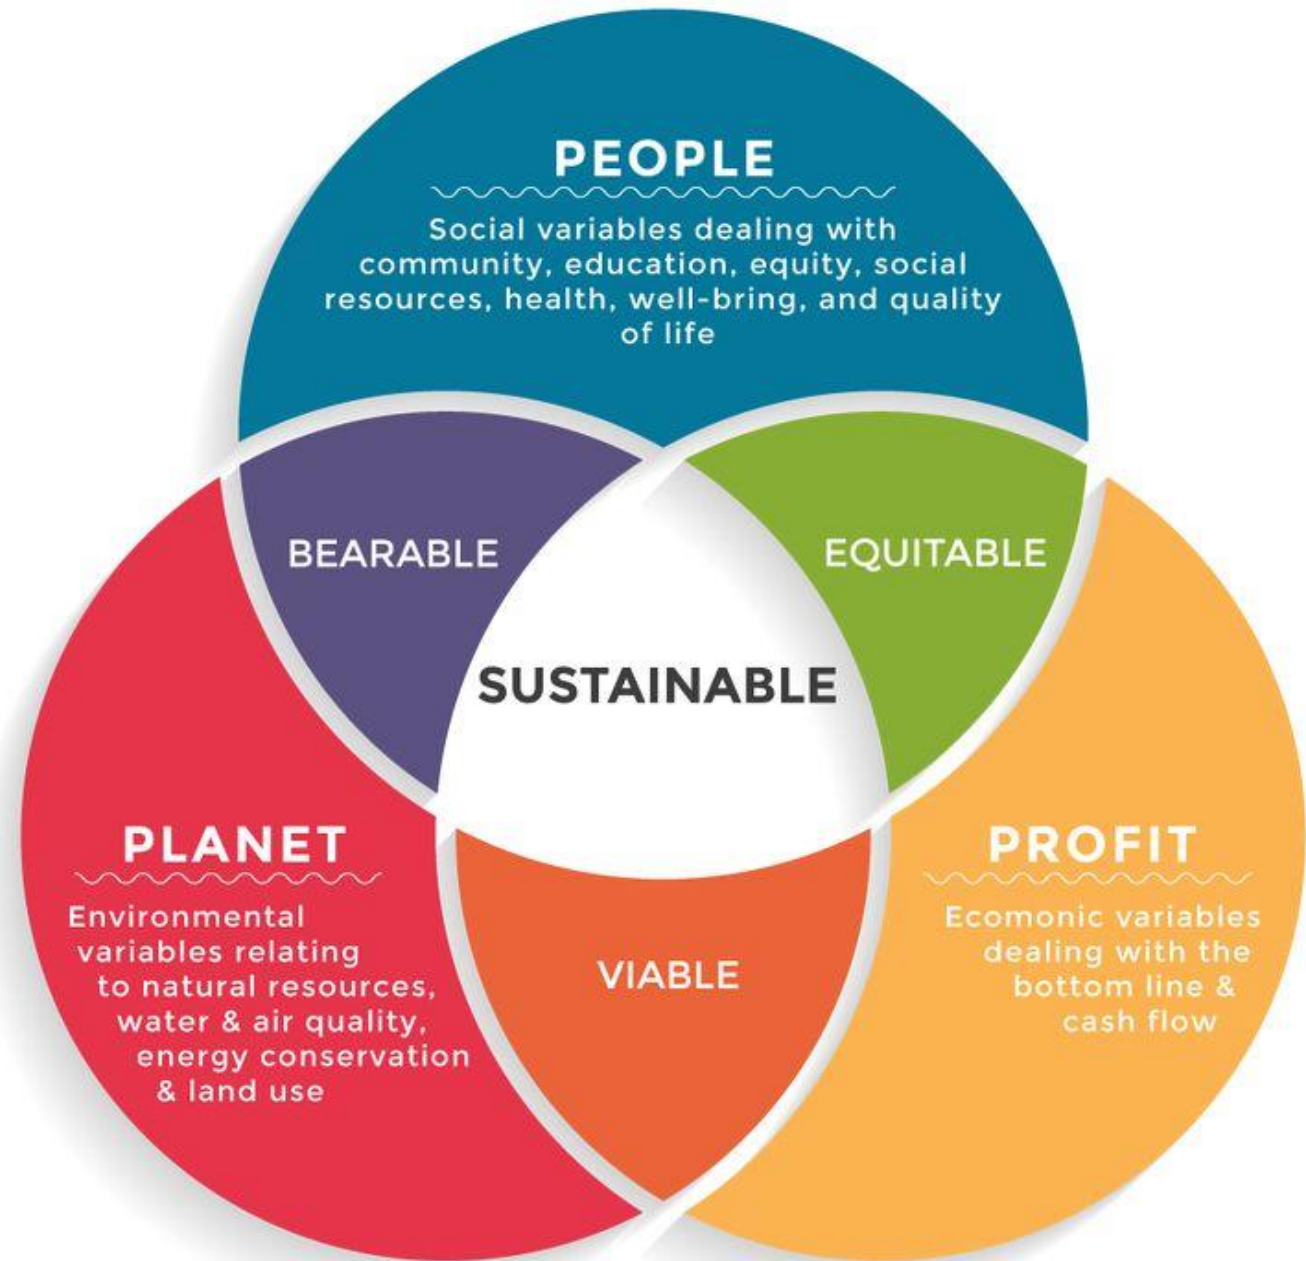 PEOPLE
Social variables dealing with
community, education, equity, social
resources, health, well-bring, and quality
of life
BEARABLE
EQUITABLE
SUSTAINABLE
PLANET
Environmental
variables relating
to natural resources,
water & air quality,
energy conservation
& land use
VIABLE
PROFIT
Ecomonic variables
dealing with the
bottom line &
cash flow